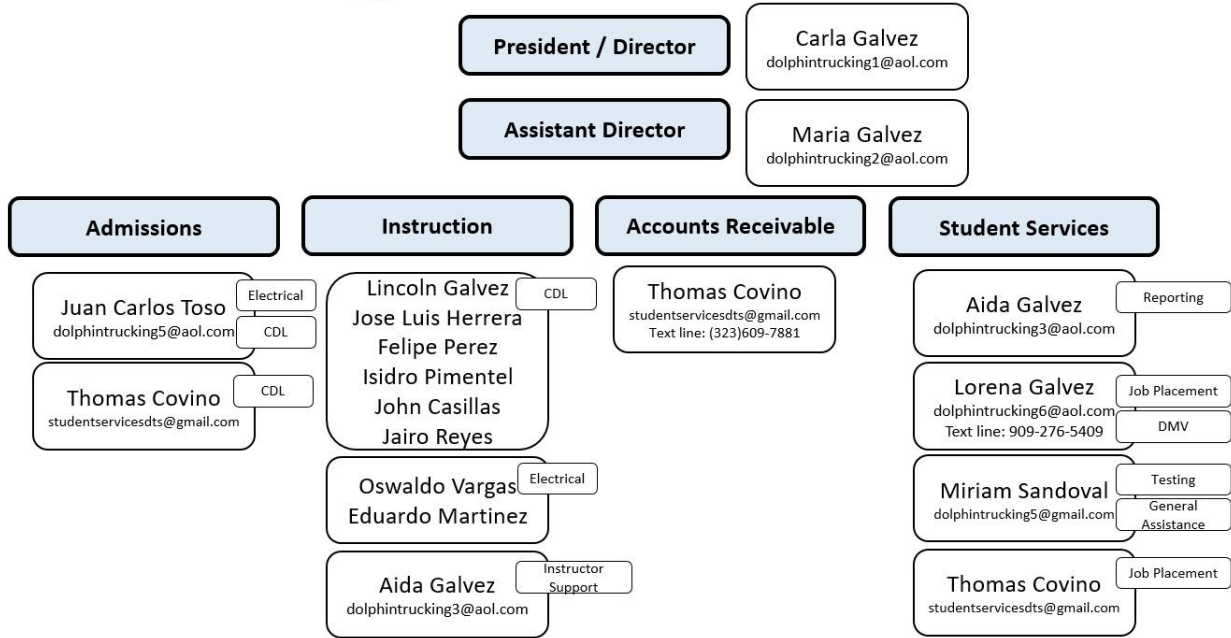 President / Director
Carla Galvez
dolphintrucking1@aol.com
Assistant Director
Maria Galvez
dolphintrucking2@aol.com
Admissions
Juan Carlos Toso
dolphintrucking5@aol.com
Electrical
CDL
Thomas Covino
studentservicesdts@gmail.com
CDL
Instruction
Lincoln Galvez
Jose Luis Herrera
Felipe Perez
Isidro Pimentel
John Casillas
Jairo Reyes
CDL
Oswaldo Vargas
Eduardo Martinez
Electrical
Aida Galvez
dolphintrucking3@aol.com
Instructor
Support
Accounts Receivable
Thomas Covino
studentservicesdts@gmail.com
Text line: (323)609-7881
Student Services
Aida Galvez
dolphintrucking3@aol.com
Reporting
Lorena Galvez
dolphintrucking6@aol.com
Text line: 909-276-5409
Job Placement
DMV
Miriam Sandoval
dolphintrucking5@gmail.com
Testing
General
Assistance
Thomas Covino
studentservicesdts@gmail.com
Job Placement